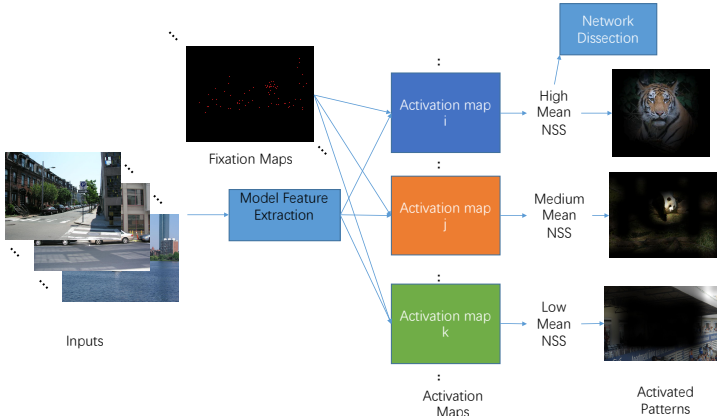 Network
Dissection
Activation map
i
High
Mean
NSS
Fixation Maps
Model Feature
Extraction
Activation map
j
Medium
Mean
NSS
Activation map
k
Low
Mean
NSS
Inputs
Activation
Maps
Activated
Patterns